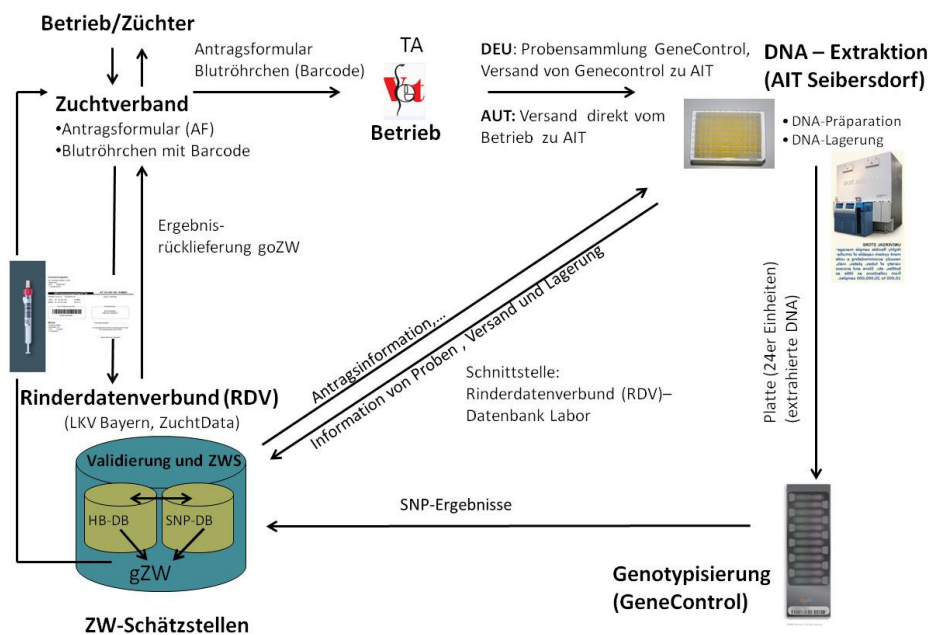 Betrieb/Züchter
Zuchtverband
•Antragsformular (AF)
•Blutröhrchen mit Barcode
Antragsformular
Blutröhrchen (Barcode)
TA
Betrieb
DEU: Probensammlung GeneControl,
Versand von Genecontrol zu AIT
AUT: Versand direkt vom
Betrieb zu AIT
DNA – Extraktion
(AIT Seibersdorf)
• DNA-Präparation
• DNA-Lagerung
Ergebnis-
rücklieferung goZW
Antragsinformation,...
Information von Proben , Versand und Lagerung
Schnittstelle:
Rinderdatenverbund (RDV)–
Datenbank Labor
Platte (24er Einheiten)
(extrahierte DNA)
Rinderdatenverbund (RDV)
(LKV Bayern, ZuchtData)
Validierung und ZWS
HB-DB
SNP-DB
gZW
ZW-Schätzstellen
SNP-Ergebnisse
Genotypisierung
(GeneControl)